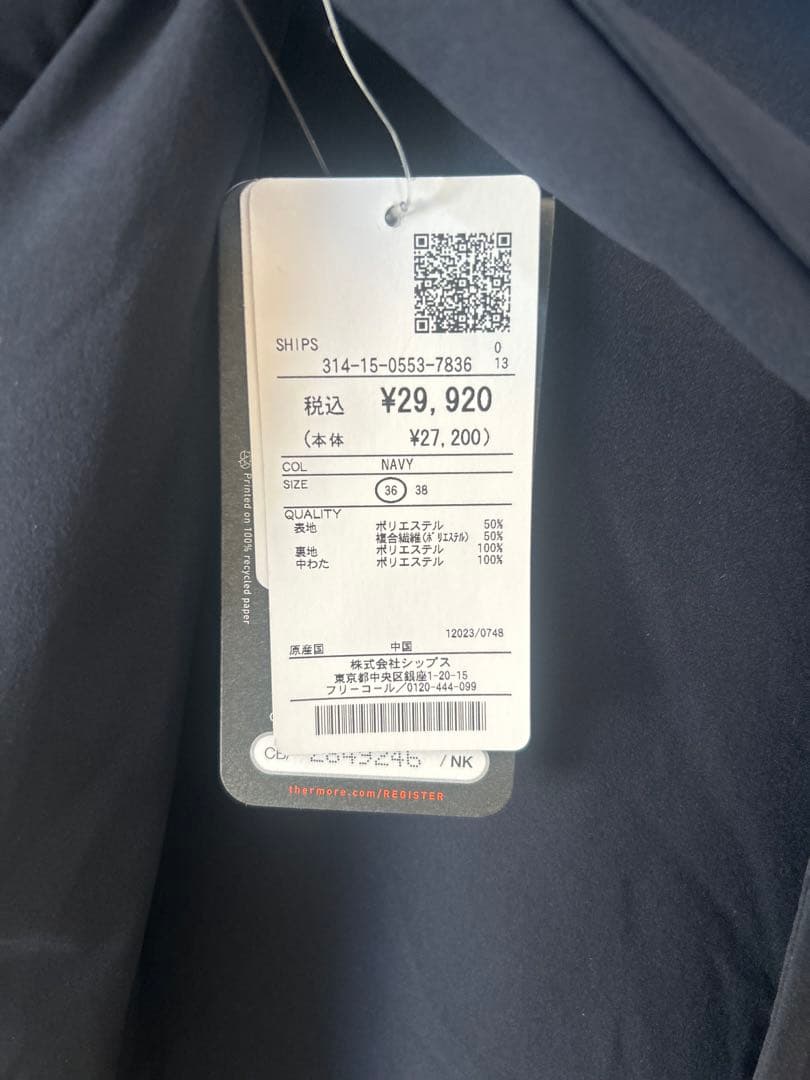 SHIPS 0
314-15-0553-7836 13
税込 ¥29,920
(本体 ¥27,200)
COL NAVY
SIZE 36 38
QUALITY
表地 ポリエステル 50%
複合繊維(ポリエステル) 50%
裏地 ポリエステル 100%
中わた ポリエステル 100%
12023/0748
原産国 中国
株式会社シップス
東京都中央区銀座1-20-15
フリーコール/0120-444-099
Printed on 100% recycled paper
/NK
thermore.com/REGISTER